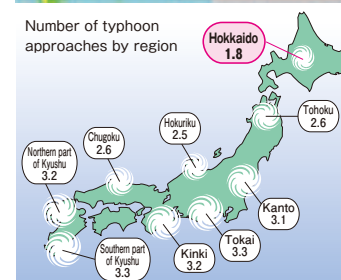 Number of typhoon
approaches by region
Hokkaido
1.8
Tohoku
2.6
Hokuriku
2.5
Chugoku
2.6
Northern part
of Kyushu
3.2
Kanto
3.1
Tokai
3.3
Kinki
3.2
Southern part
of Kyushu
3.3